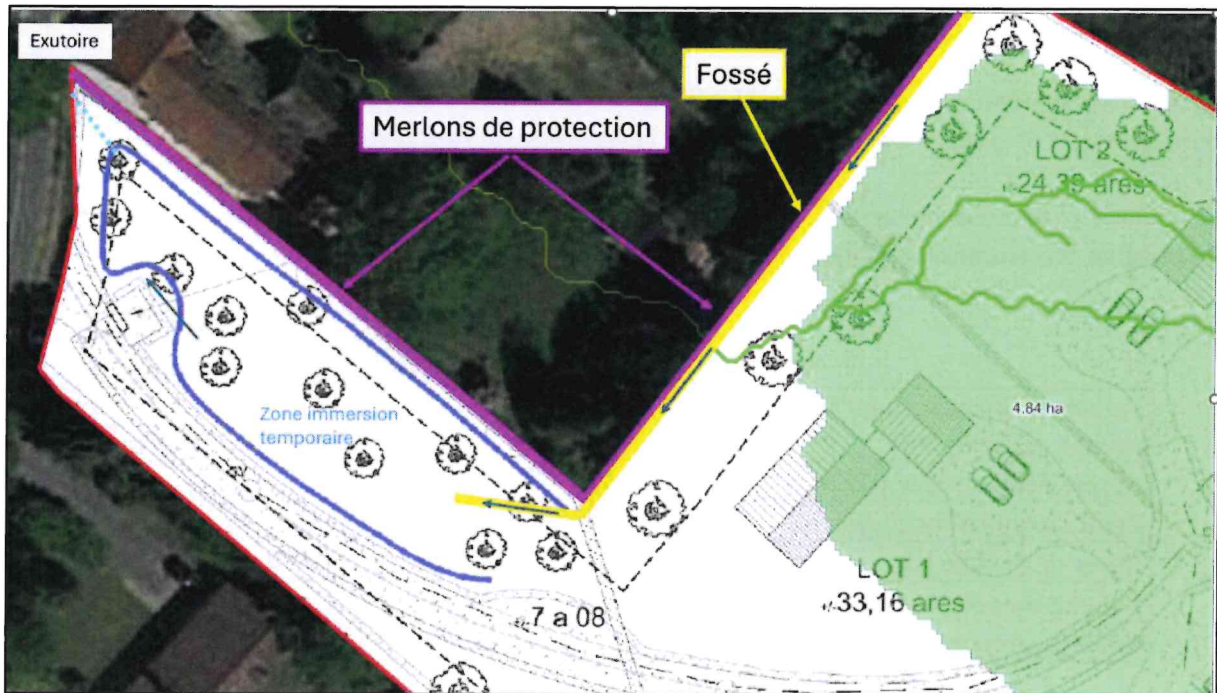 Exutoire
Fossé
Merlons de protection
LOT 2
24,39 ares
4.84 ha
Zone immersion
temporaire
LOT 1
+/-33,16 ares
+/-7 a 08